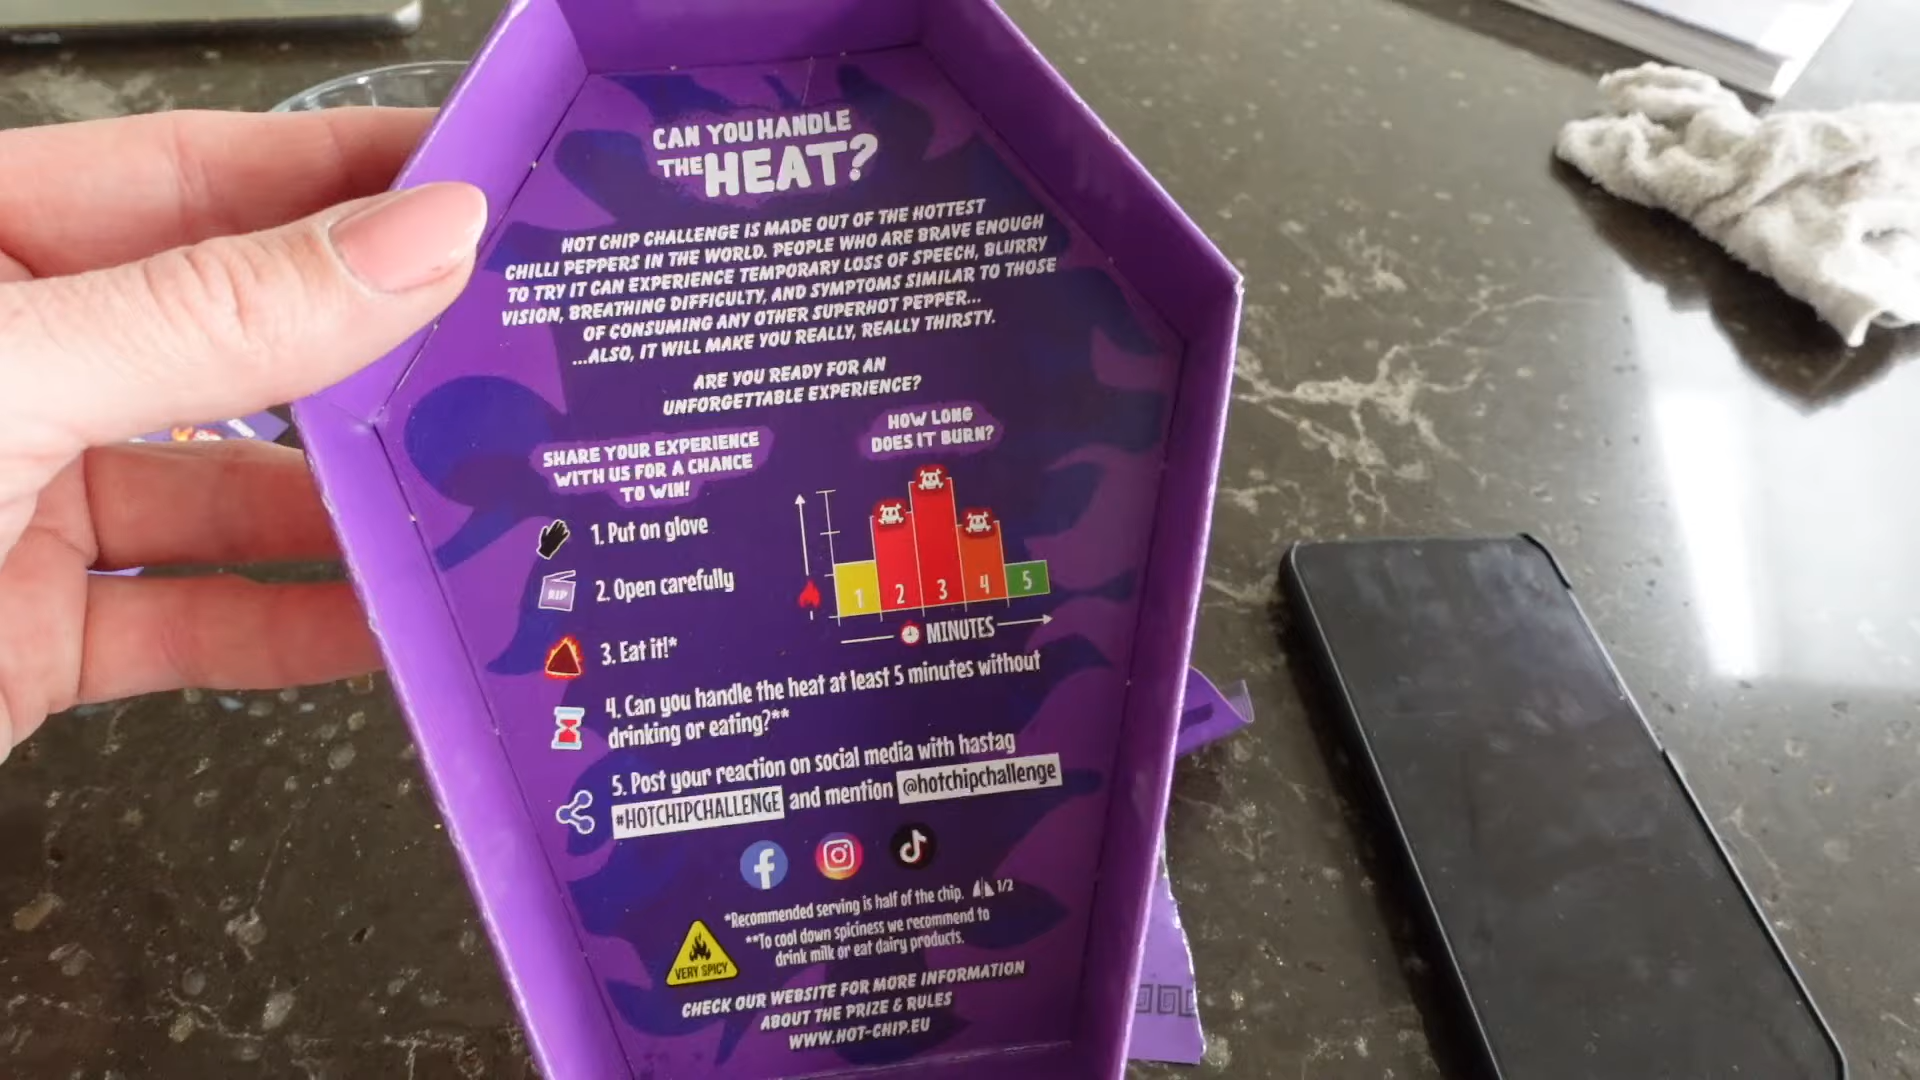 CAN YOU HANDLE
THE HEAT?
HOT CHIP CHALLENGE IS MADE OUT OF THE HOTTEST
CHILLI PEPPERS IN THE WORLD. PEOPLE WHO ARE BRAVE ENOUGH
TO TRY IT CAN EXPERIENCE TEMPORARY LOSS OF SPEECH, BLURRY
VISION, BREATHING DIFFICULTY, AND SYMPTOMS SIMILAR TO THOSE
OF CONSUMING ANY OTHER SUPERHOT PEPPER...
...ALSO, IT WILL MAKE YOU REALLY, REALLY THIRSTY.
ARE YOU READY FOR AN
UNFORGETTABLE EXPERIENCE?
SHARE YOUR EXPERIENCE
WITH US FOR A CHANCE
TO WIN!
1. Put on glove
RIP
2. Open carefully
3. Eat it!*
HOW LONG
DOES IT BURN?
1 2 3 4 5
MINUTES
4. Can you handle the heat at least 5 minutes without
drinking or eating?**
5. Post your reaction on social media with hastag
#HOTCHIPCHALLENGE and mention @hotchipchallenge
*Recommended serving is half of the chip. 1/2
**To cool down spiciness we recommend to
drink milk or eat dairy products.
VERY SPICY
CHECK OUR WEBSITE FOR MORE INFORMATION
ABOUT THE PRIZE & RULES
WWW.HOT-CHIP.EU